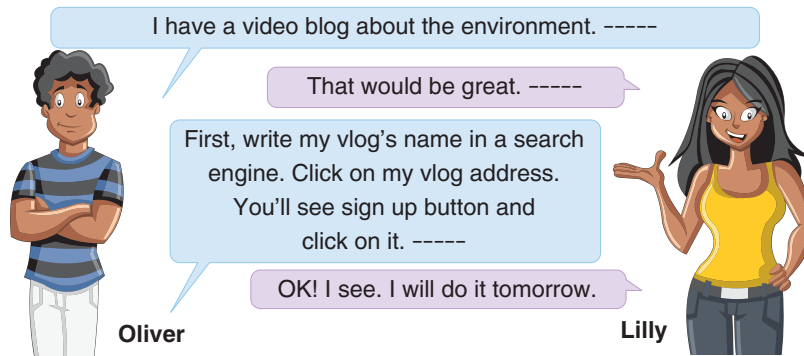 I have a video blog about the environment. -----
That would be great. -----
First, write my vlog's name in a search
engine. Click on my vlog address.
You'll see sign up button and
click on it. -----
OK! I see. I will do it tomorrow.
Oliver
Lilly